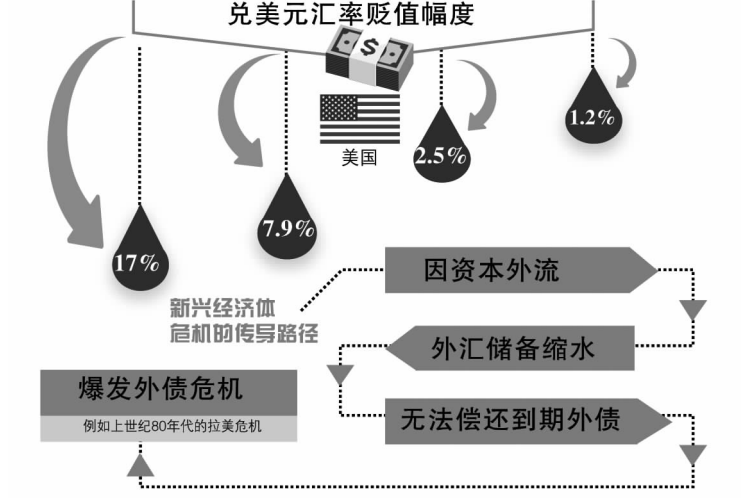 兑美元汇率贬值幅度
$
美国
1.2%
2.5%
7.9%
17%
新兴经济体
危机的传导路径
因资本外流
外汇储备缩水
无法偿还到期外债
爆发外债危机
例如上世纪80年代的拉美危机